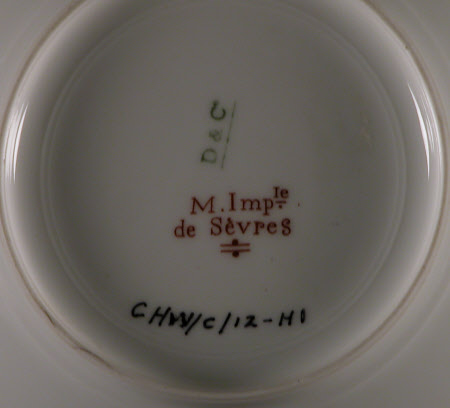 D & C
M. Imp^le
de Sèvres
CHW/C/12-H1